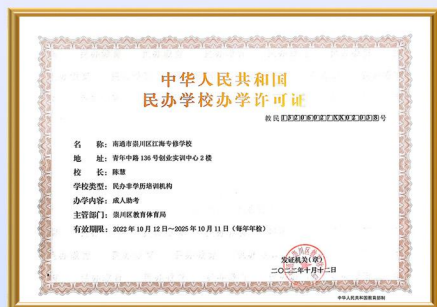 中华人民共和国
民办学校办学许可证
教民
号
名 称：南通市崇川区江海专修学校
地 址：青年中路136号创业实训中心2楼
校 长：陈慧
学校类型：民办非学历培训机构
办学内容：成人助考
主管部门：崇川区教育体育局
有效期限：2022年10月12日～2025年10月11日（每年年检）
发证机关（章）
二〇二二年十月十二日
中华人民共和国教育部制